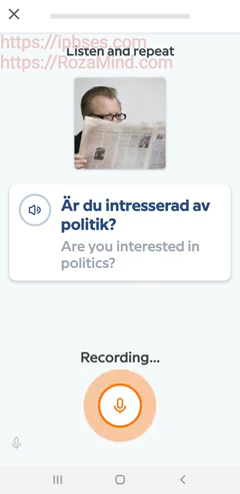 https://ipbses.com
Listen and repeat
https://RozaMind.com
Är du intresserad av
politik?
Are you interested in
politics?
Recording...